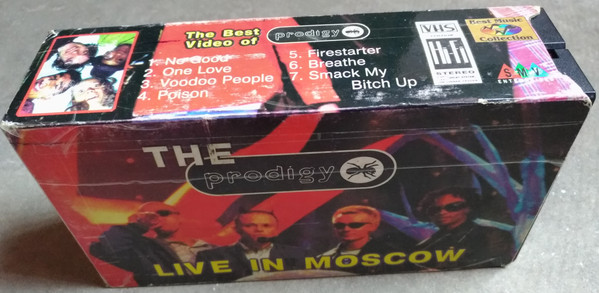 The Best
Video of
prodigy
1. No Good
2. One Love
3. Voodoo People
4. Poison
5. Firestarter
6. Breathe
7. Smack My
Bitch Up
VHS
Hi-Fi
STEREO
Best Music
Collection
THE
prodigy
LIVE IN MOSCOW